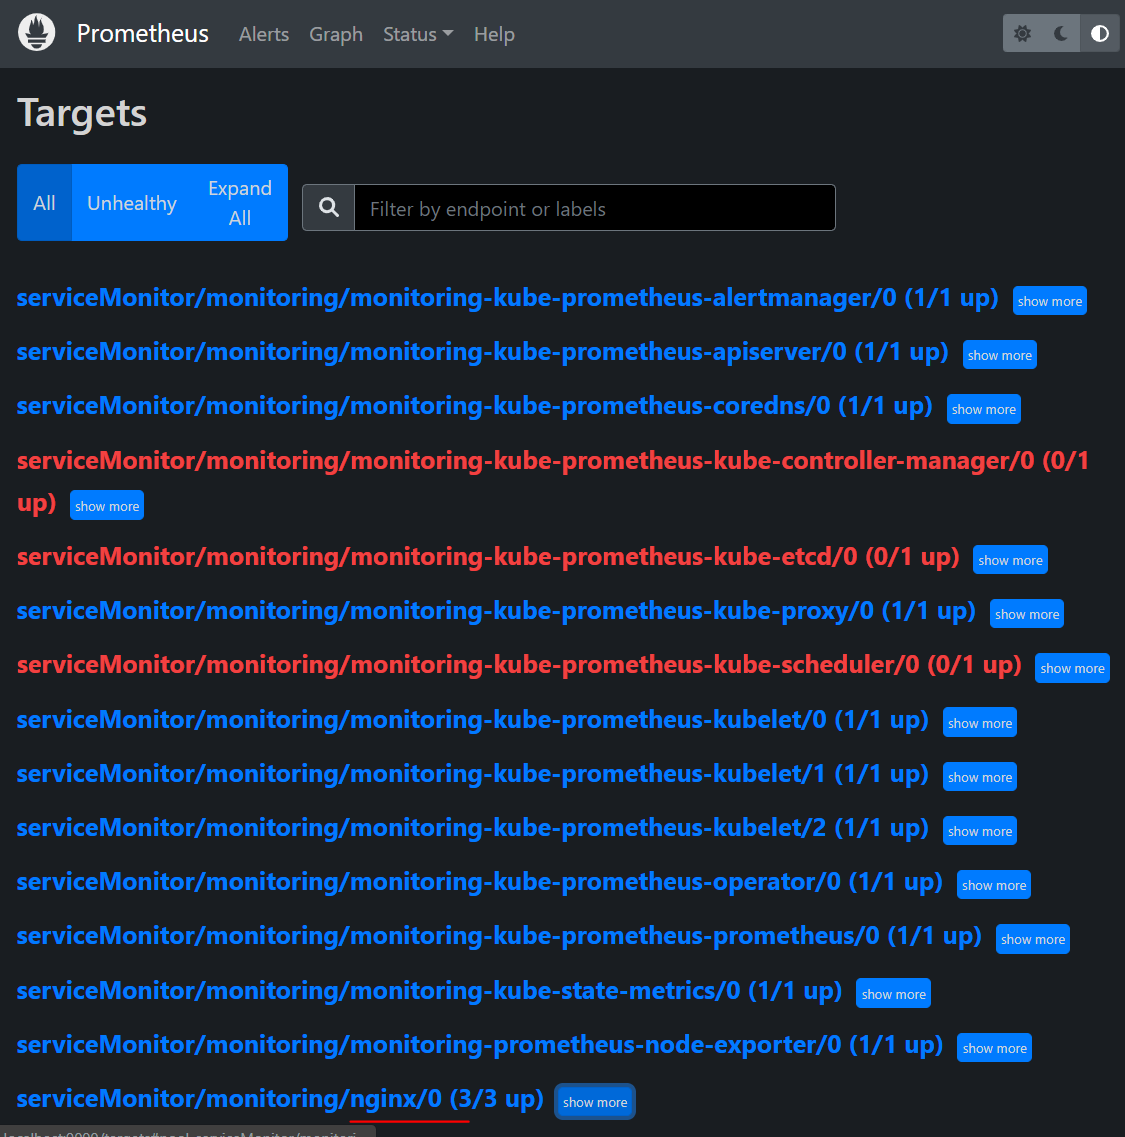 Prometheus Alerts Graph Status Help
Targets
All Unhealthy Expand All
Filter by endpoint or labels
serviceMonitor/monitoring/monitoring-kube-prometheus-alertmanager/0 (1/1 up) show more
serviceMonitor/monitoring/monitoring-kube-prometheus-apiserver/0 (1/1 up) show more
serviceMonitor/monitoring/monitoring-kube-prometheus-coredns/0 (1/1 up) show more
serviceMonitor/monitoring/monitoring-kube-prometheus-kube-controller-manager/0 (0/1
up) show more
serviceMonitor/monitoring/monitoring-kube-prometheus-kube-etcd/0 (0/1 up) show more
serviceMonitor/monitoring/monitoring-kube-prometheus-kube-proxy/0 (1/1 up) show more
serviceMonitor/monitoring/monitoring-kube-prometheus-kube-scheduler/0 (0/1 up) show more
serviceMonitor/monitoring/monitoring-kube-prometheus-kubelet/0 (1/1 up) show more
serviceMonitor/monitoring/monitoring-kube-prometheus-kubelet/1 (1/1 up) show more
serviceMonitor/monitoring/monitoring-kube-prometheus-kubelet/2 (1/1 up) show more
serviceMonitor/monitoring/monitoring-kube-prometheus-operator/0 (1/1 up) show more
serviceMonitor/monitoring/monitoring-kube-prometheus-prometheus/0 (1/1 up) show more
serviceMonitor/monitoring/monitoring-kube-state-metrics/0 (1/1 up) show more
serviceMonitor/monitoring/monitoring-prometheus-node-exporter/0 (1/1 up) show more
serviceMonitor/monitoring/nginx/0 (3/3 up) show more